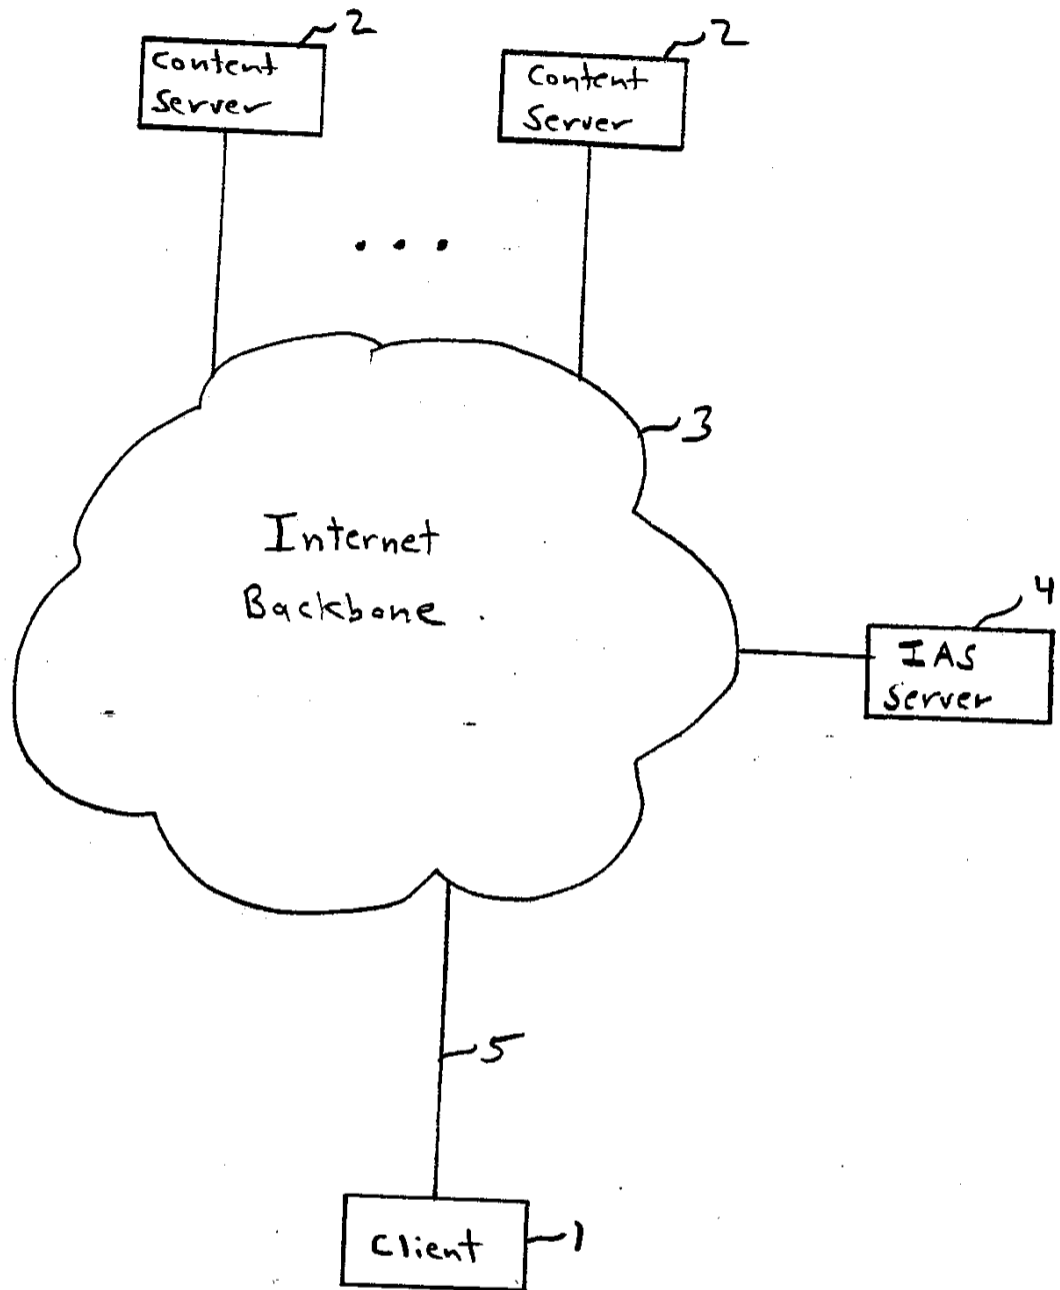 2
2
Content
Server
Content
Server
3
Internet
Backbone
4
IAS
Server
5
Client
1